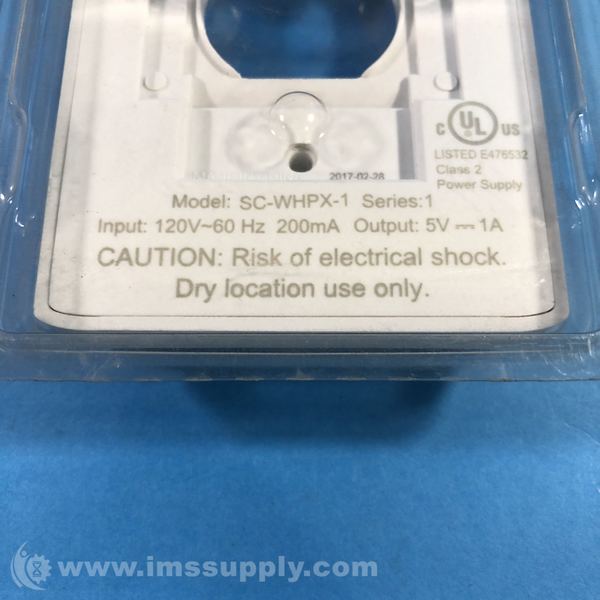 C UL US
LISTED E476532
Class 2
Power Supply
2017-02-28
Model: SC-WHPX-1 Series:1
Input: 120V~60 Hz 200mA Output: 5V ⎓ 1A
CAUTION: Risk of electrical shock.
Dry location use only.
www.imssupply.com